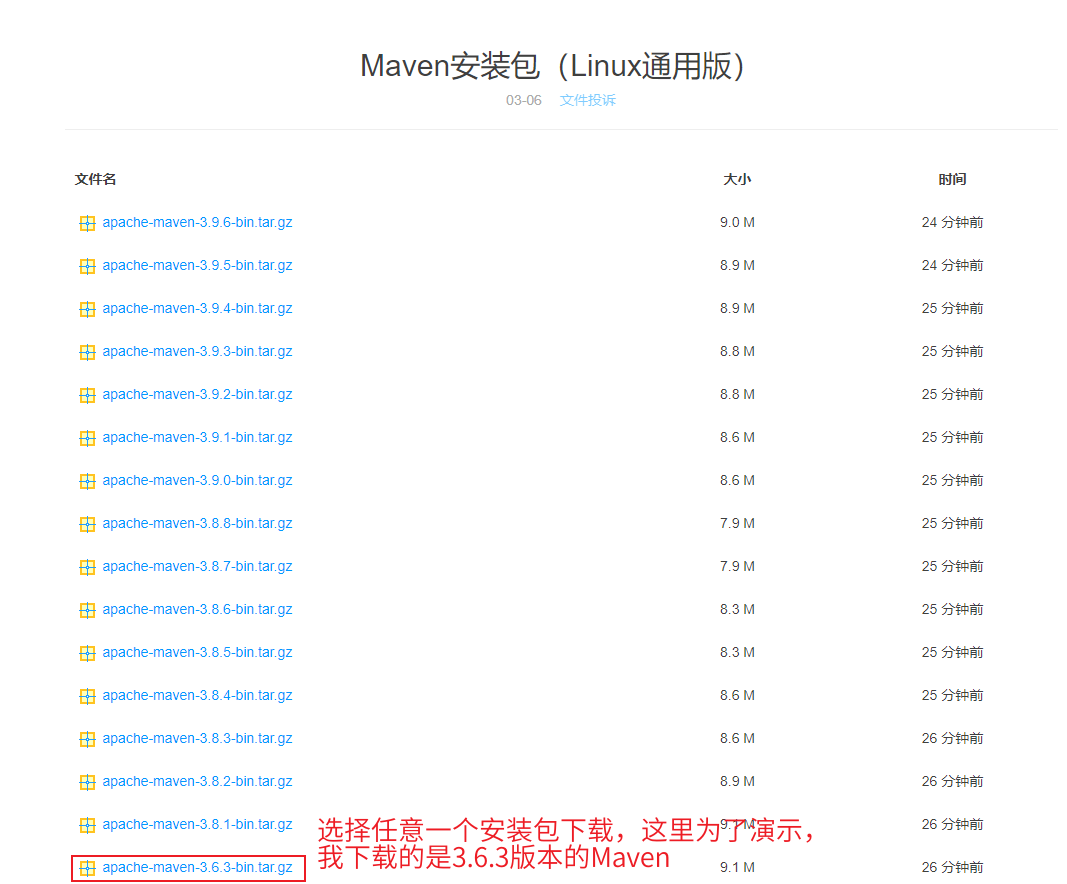 Maven安装包（Linux通用版）
03-06 文件投诉
文件名 大小 时间
apache-maven-3.9.6-bin.tar.gz 9.0 M 24 分钟前
apache-maven-3.9.5-bin.tar.gz 8.9 M 24 分钟前
apache-maven-3.9.4-bin.tar.gz 8.9 M 25 分钟前
apache-maven-3.9.3-bin.tar.gz 8.8 M 25 分钟前
apache-maven-3.9.2-bin.tar.gz 8.8 M 25 分钟前
apache-maven-3.9.1-bin.tar.gz 8.6 M 25 分钟前
apache-maven-3.9.0-bin.tar.gz 8.6 M 25 分钟前
apache-maven-3.8.8-bin.tar.gz 7.9 M 25 分钟前
apache-maven-3.8.7-bin.tar.gz 7.9 M 25 分钟前
apache-maven-3.8.6-bin.tar.gz 8.3 M 25 分钟前
apache-maven-3.8.5-bin.tar.gz 8.3 M 25 分钟前
apache-maven-3.8.4-bin.tar.gz 8.6 M 25 分钟前
apache-maven-3.8.3-bin.tar.gz 8.6 M 26 分钟前
apache-maven-3.8.2-bin.tar.gz 8.9 M 26 分钟前
apache-maven-3.8.1-bin.tar.gz 9.1 M 26 分钟前
选择任意一个安装包下载，这里为了演示，
我下载的是3.6.3版本的Maven
apache-maven-3.6.3-bin.tar.gz 9.1 M 26 分钟前